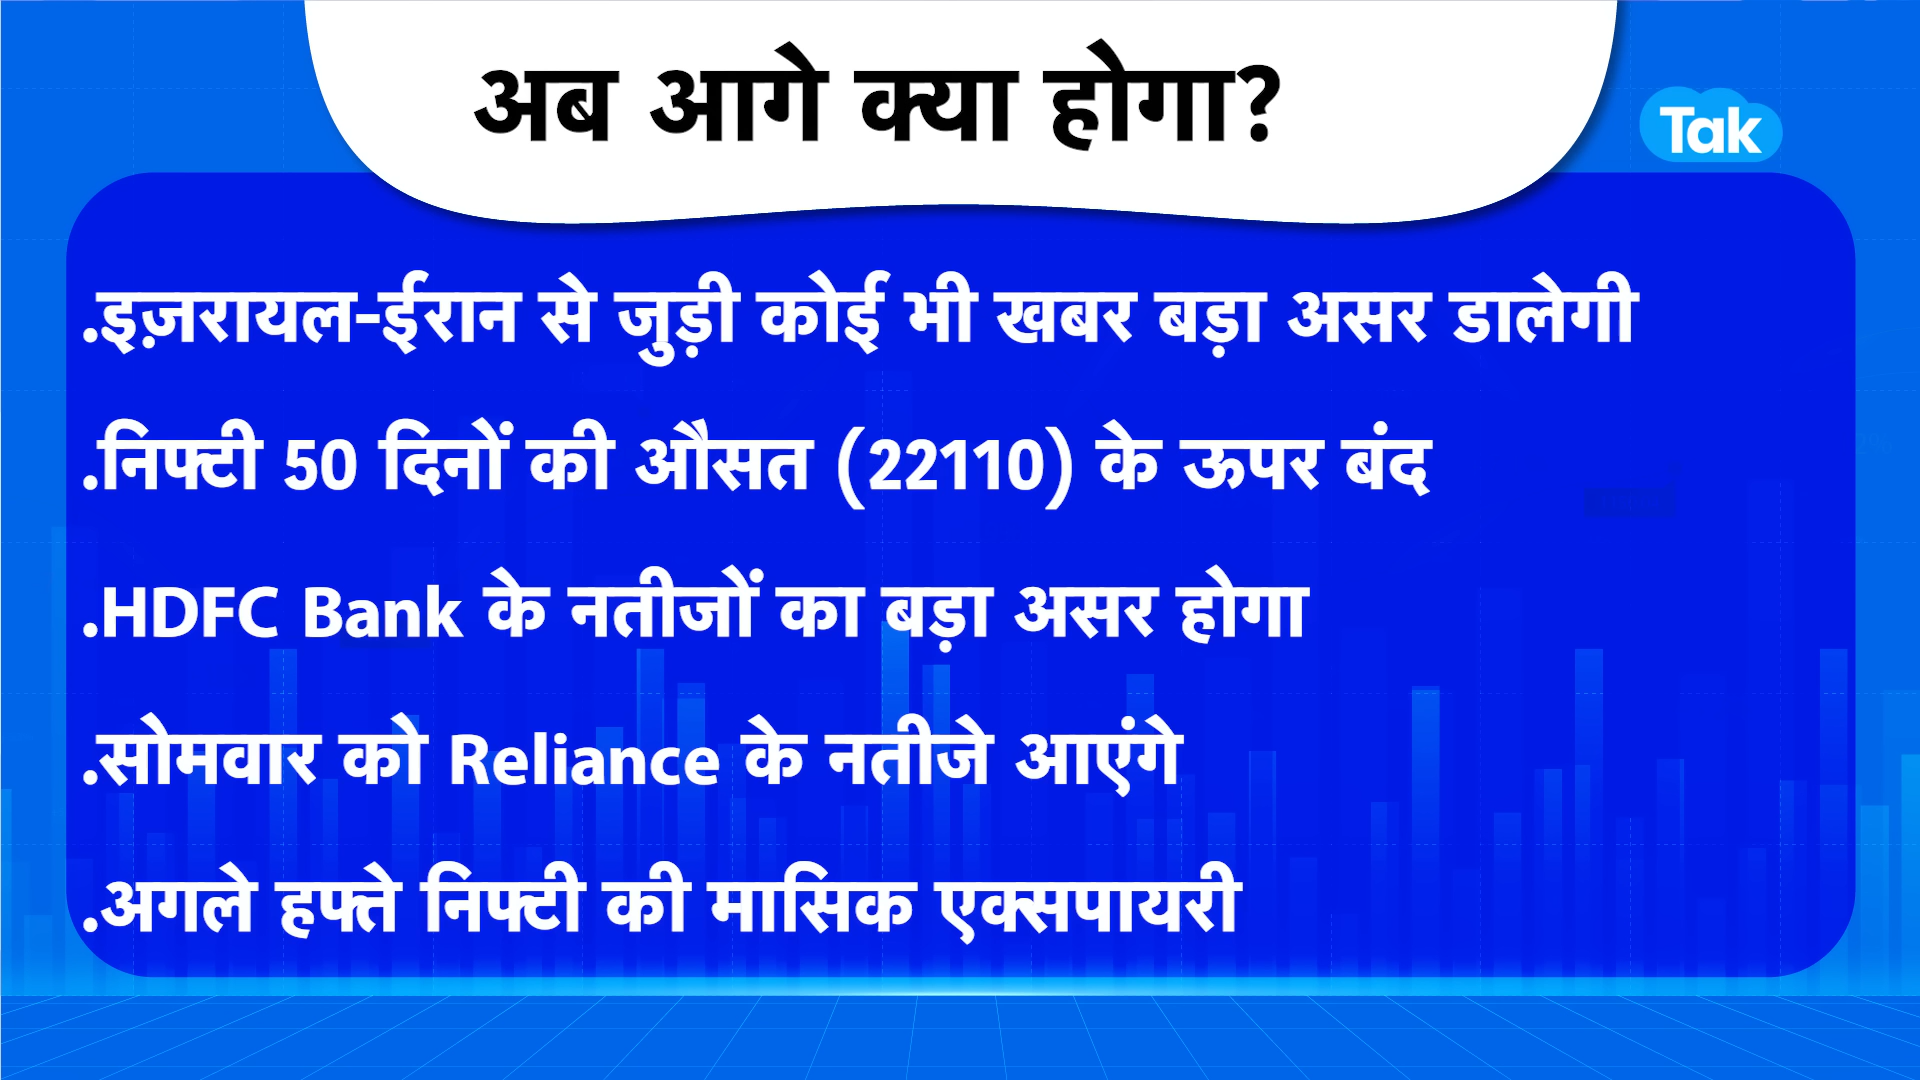 अब आगे क्या होगा?
Tak
.इज़रायल-ईरान से जुड़ी कोई भी खबर बड़ा असर डालेगी
.निफ्टी 50 दिनों की औसत (22110) के ऊपर बंद
.HDFC Bank के नतीजों का बड़ा असर होगा
.सोमवार को Reliance के नतीजे आएंगे
.अगले हफ्ते निफ्टी की मासिक एक्सपायरी